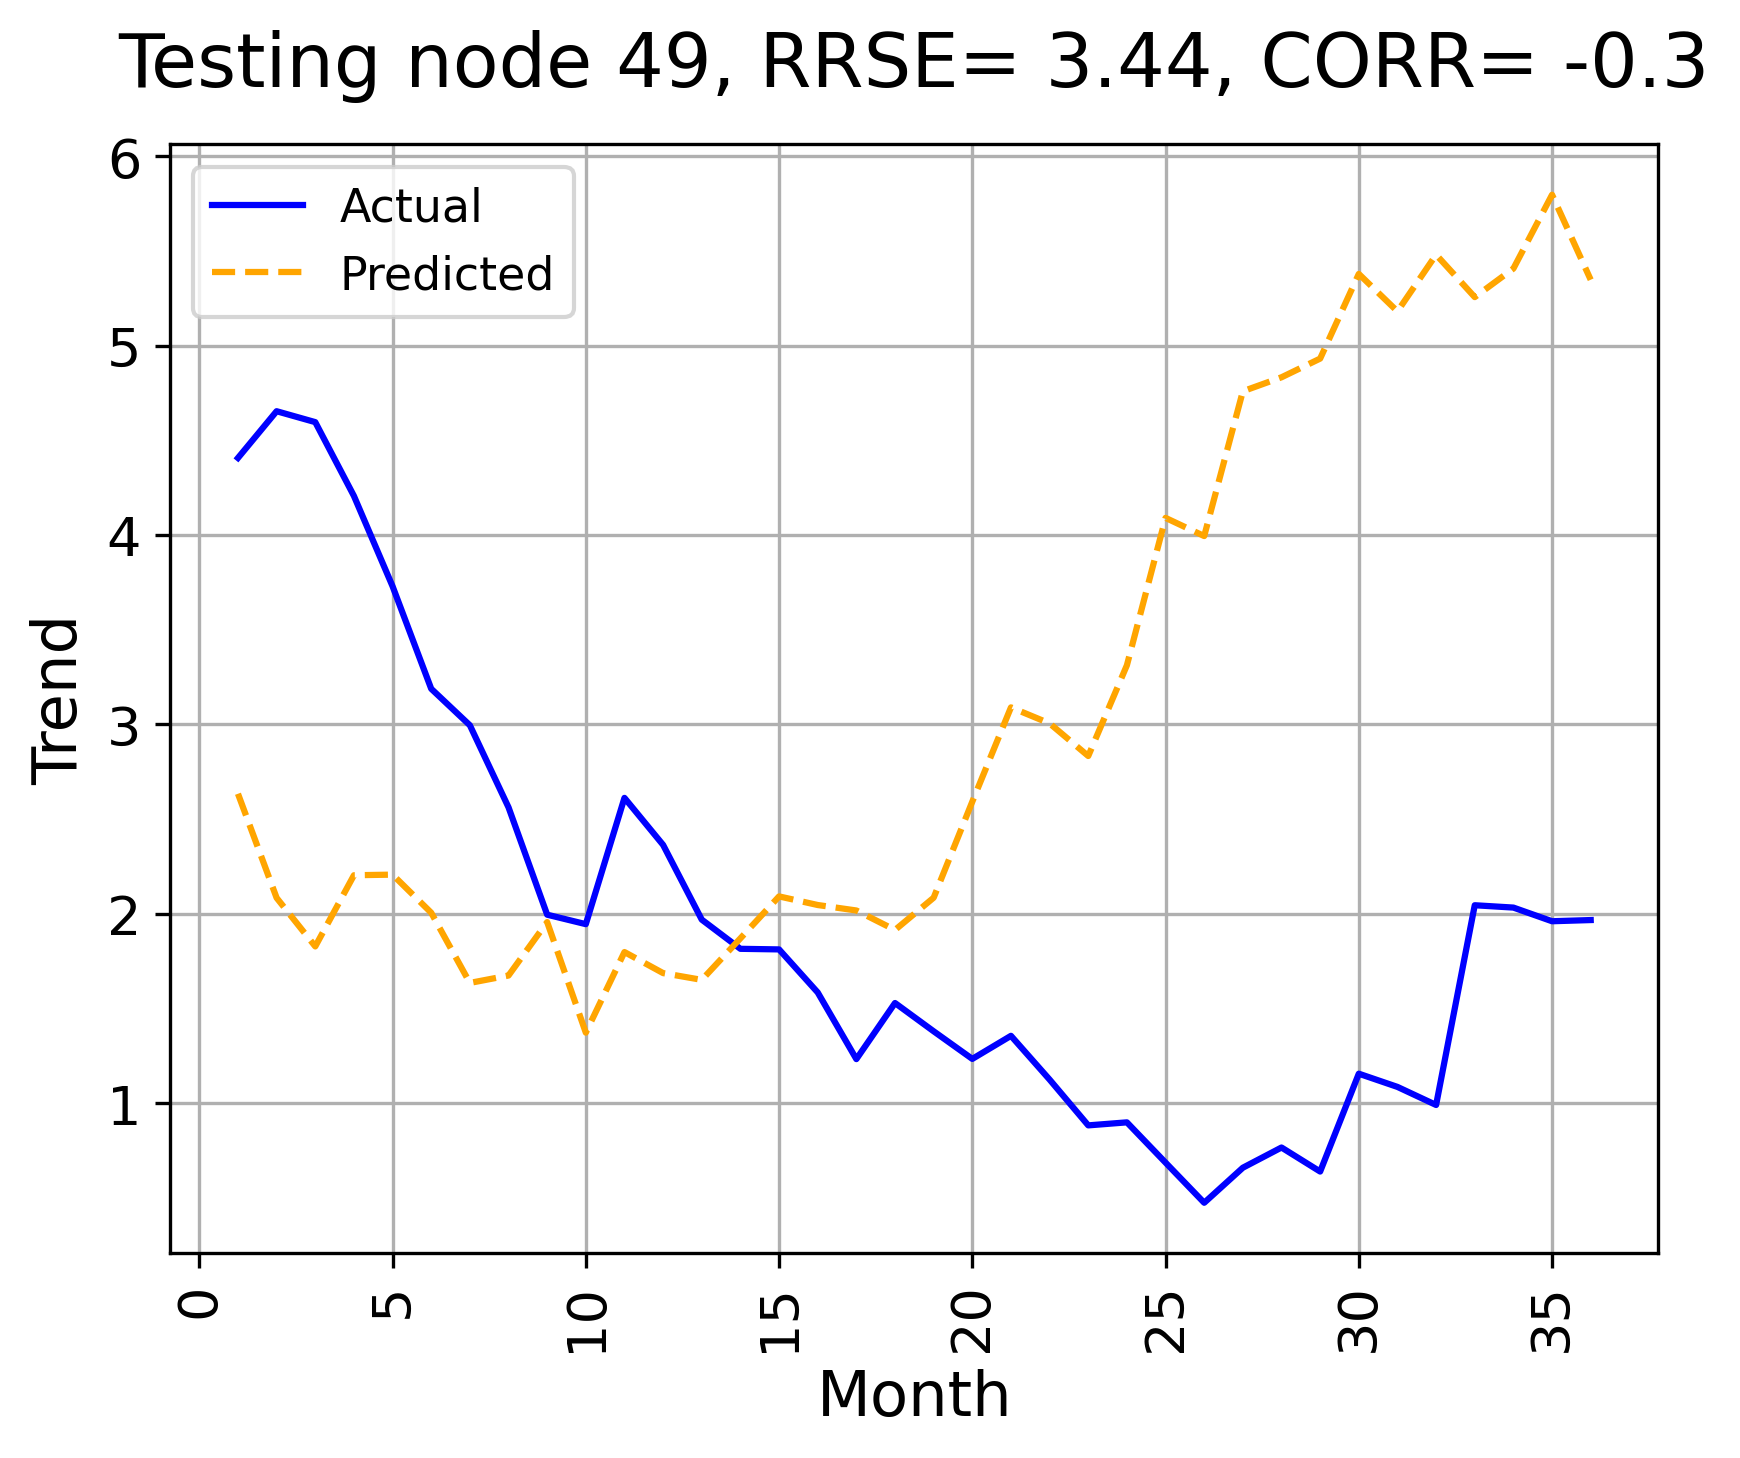 Testing node 49, RRSE= 3.44, CORR= -0.3
6
5
4
3
2
1
Trend
Actual
Predicted
0 5 10 15 20 25 30 35
Month